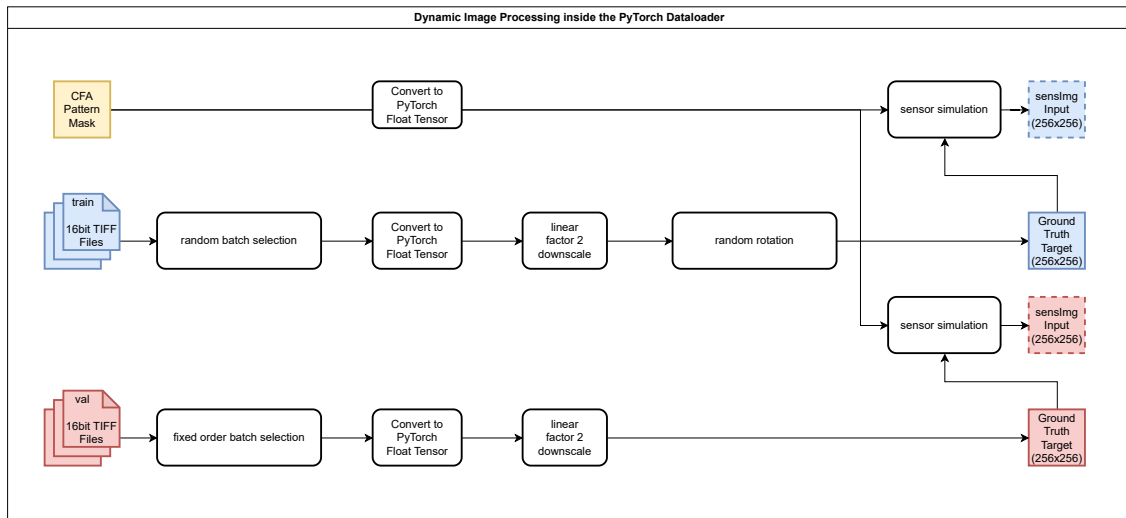 Dynamic Image Processing inside the PyTorch Dataloader
CFA
Pattern
Mask
Convert to
PyTorch
Float Tensor
sensor simulation
sensImg
Input
(256x256)
train
16bit TIFF
Files
random batch selection
Convert to
PyTorch
Float Tensor
linear
factor 2
downscale
random rotation
Ground
Truth
Target
(256x256)
sensor simulation
sensImg
Input
(256x256)
val
16bit TIFF
Files
fixed order batch selection
Convert to
PyTorch
Float Tensor
linear
factor 2
downscale
Ground
Truth
Target
(256x256)